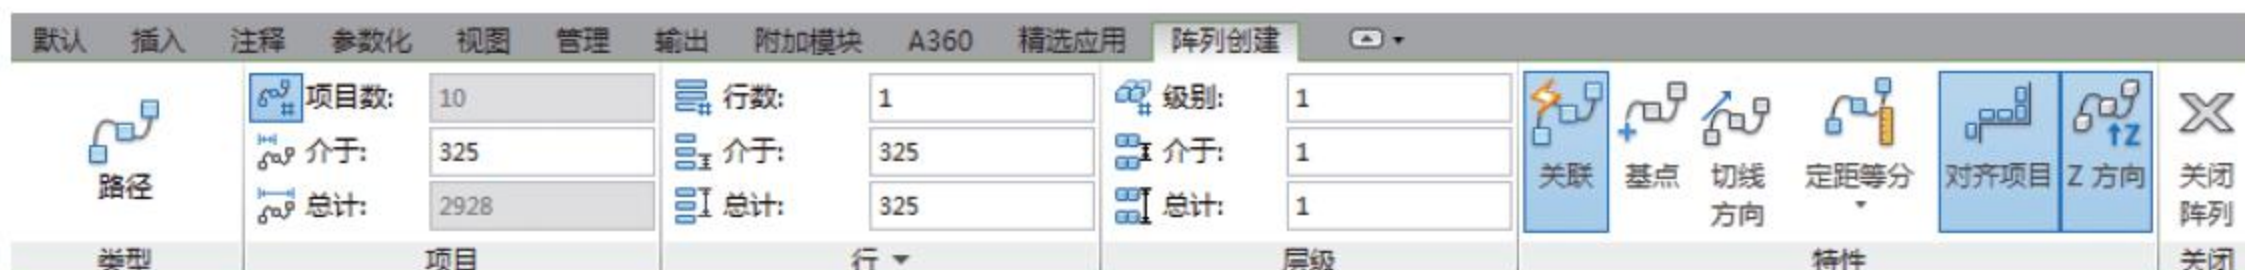 默认 插入 注释 参数化 视图 管理 输出 附加模块 A360 精选应用 阵列创建
项目数: 10 行数: 1 级别: 1
介于: 325 介于: 325 介于: 1
路径 总计: 2928 总计: 325 总计: 1
关联 基点 切线方向 定距等分 对齐项目 Z 方向 关闭阵列
类型 项目 行 层级 特性 关闭